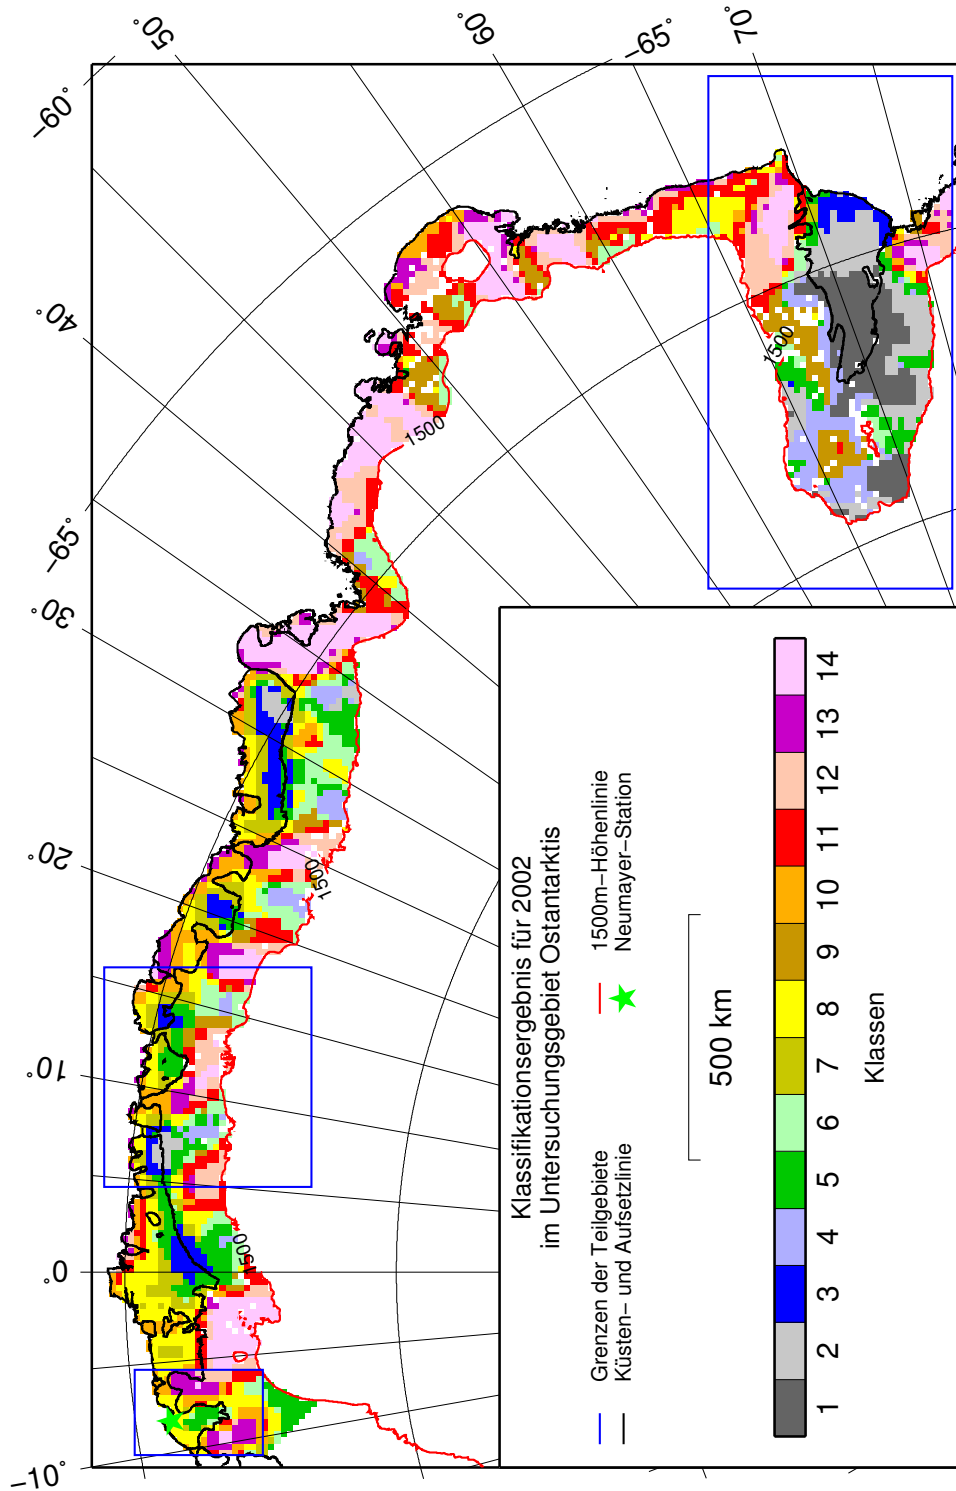 −10°
0°
10°
20°
30°
−65°
40°
−60°
50°
60°
−65°
70°
1500
1500
1500
1500
Klassifikationsergebnis für 2002
im Untersuchungsgebiet Ostantarktis
Grenzen der Teilgebiete
Küsten− und Aufsetzlinie
1500m−Höhenlinie
Neumayer−Station
500 km
1 2 3 4 5 6 7 8 9 10 11 12 13 14
Klassen